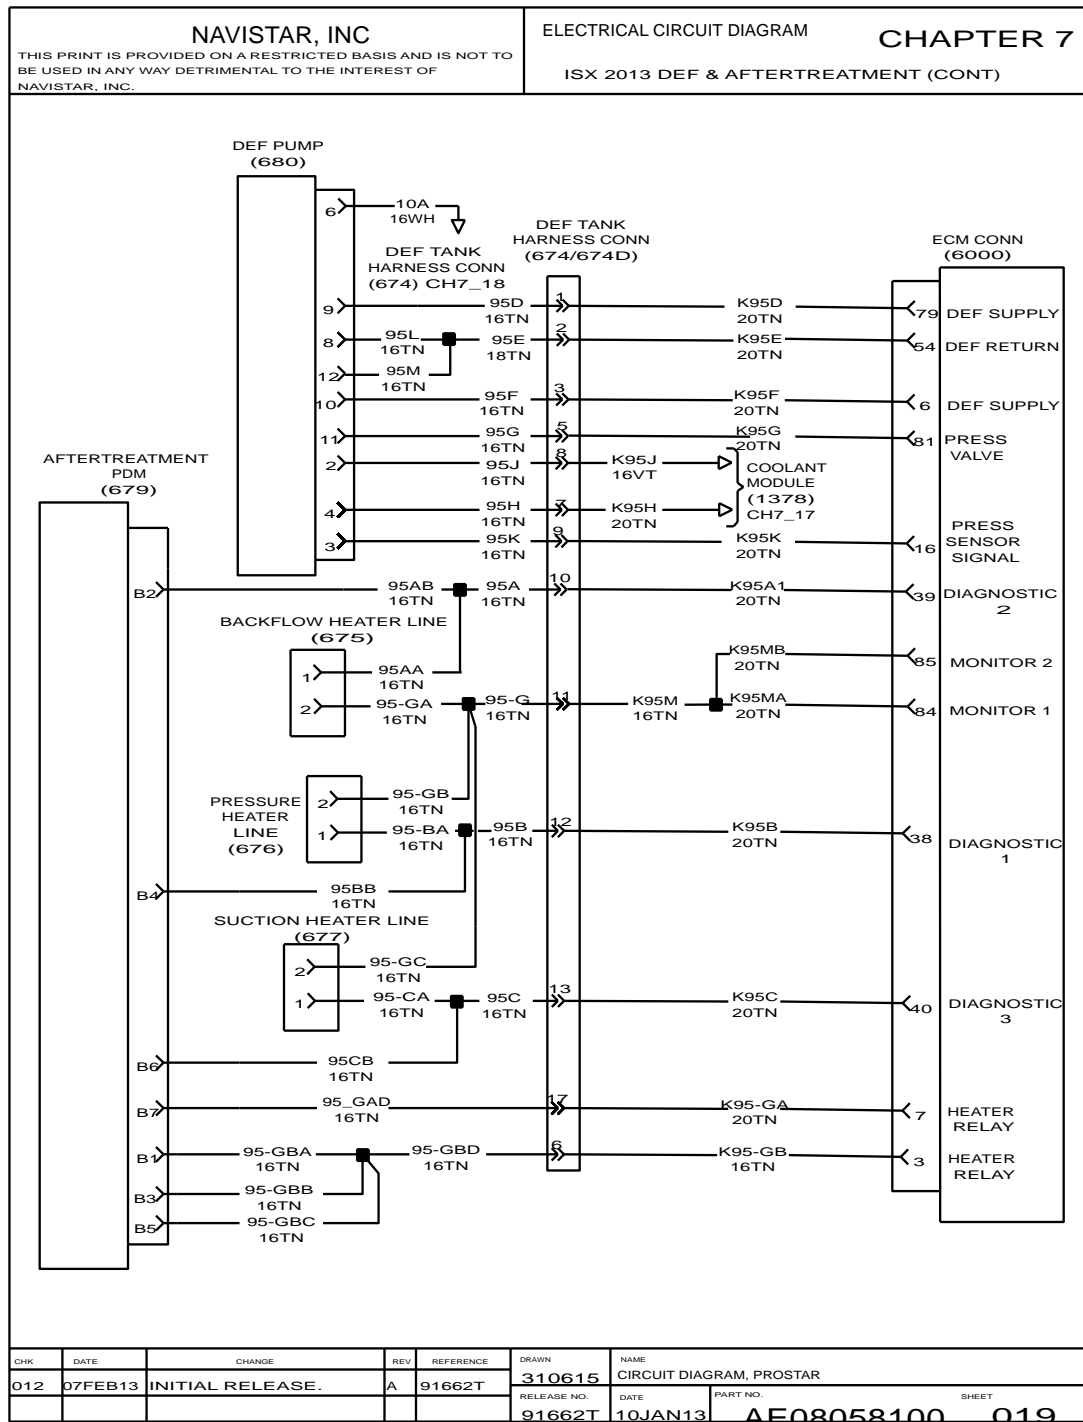 NAVISTAR, INC
THIS PRINT IS PROVIDED ON A RESTRICTED BASIS AND IS NOT TO
BE USED IN ANY WAY DETRIMENTAL TO THE INTEREST OF
NAVISTAR, INC.
ELECTRICAL CIRCUIT DIAGRAM
CHAPTER 7
ISX 2013 DEF & AFTERTREATMENT (CONT)
DEF PUMP
(680)
6
10A
16WH
DEF TANK
HARNESS CONN
(674) CH7_18
DEF TANK
HARNESS CONN
(674/674D)
ECM CONN
(6000)
9
95D
16TN
1
K95D
20TN
79
DEF SUPPLY
8
95L
16TN
95E
18TN
2
K95E
20TN
54
DEF RETURN
12
95M
16TN
10
95F
16TN
3
K95F
20TN
6
DEF SUPPLY
11
95G
16TN
5
K95G
20TN
81
PRESS
VALVE
2
95J
16TN
8
K95J
16VT
COOLANT
MODULE
(1378)
CH7_17
4
95H
16TN
7
K95H
20TN
3
95K
16TN
9
K95K
20TN
16
PRESS
SENSOR
SIGNAL
AFTERTREATMENT
PDM
(679)
B2
95AB
16TN
95A
16TN
10
K95A1
20TN
39
DIAGNOSTIC
2
BACKFLOW HEATER LINE
(675)
1
95AA
16TN
2
95-GA
16TN
95-G
16TN
11
K95M
16TN
K95MB
20TN
85
MONITOR 2
K95MA
20TN
84
MONITOR 1
PRESSURE
HEATER
LINE
(676)
2
95-GB
16TN
1
95-BA
16TN
95B
16TN
12
K95B
20TN
38
DIAGNOSTIC
1
B4
95BB
16TN
SUCTION HEATER LINE
(677)
2
95-GC
16TN
1
95-CA
16TN
95C
16TN
13
K95C
20TN
40
DIAGNOSTIC
3
B6
95CB
16TN
B7
95_GAD
16TN
17
K95-GA
20TN
7
HEATER
RELAY
B1
95-GBA
16TN
95-GBD
16TN
6
K95-GB
16TN
3
HEATER
RELAY
B3
95-GBB
16TN
B5
95-GBC
16TN
CHK DATE CHANGE REV REFERENCE
012 07FEB13 INITIAL RELEASE. A 91662T
DRAWN
310615
NAME
CIRCUIT DIAGRAM, PROSTAR
RELEASE NO.
91662T
DATE
10JAN13
PART NO.
AE08058100
SHEET
019